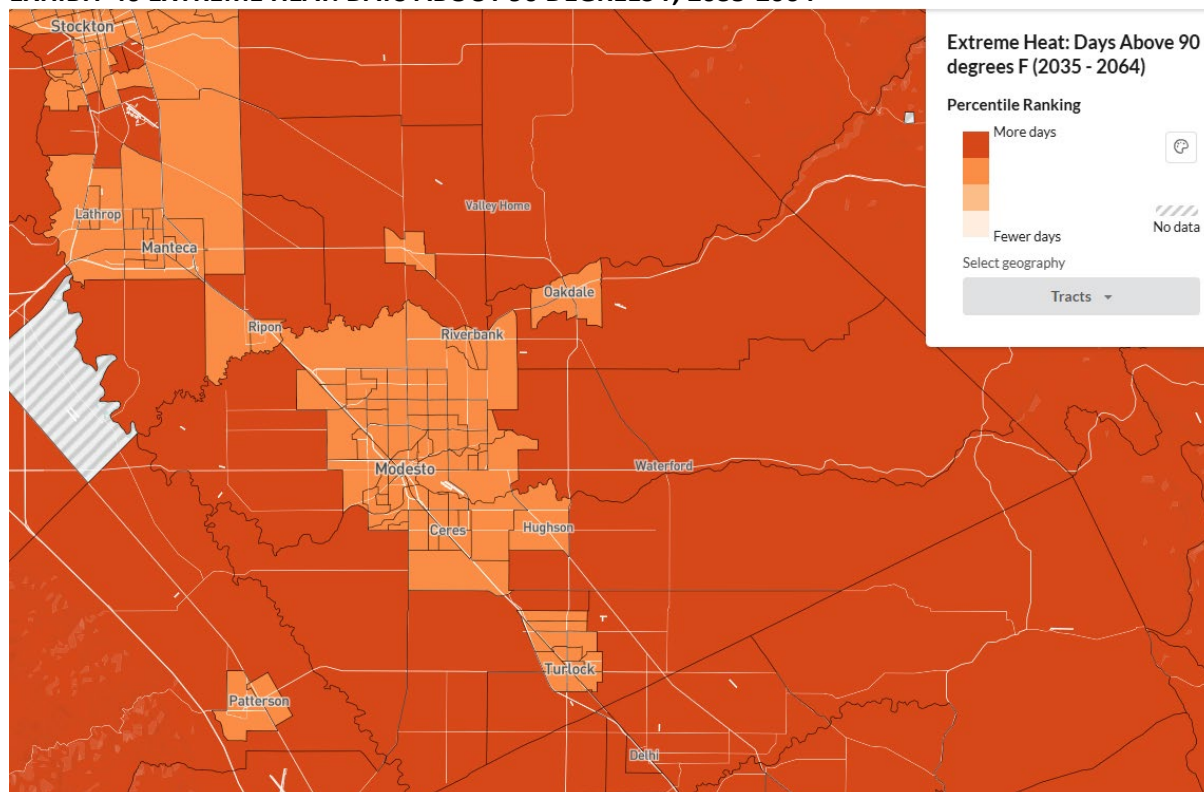 Stockton
Lathrop
Manteca
Valley Home
Ripon
Riverbank
Oakdale
Modesto
Waterford
Ceres
Hughson
Turlock
Patterson
Delhi
Extreme Heat: Days Above 90
degrees F (2035 - 2064)
Percentile Ranking
More days
Fewer days
No data
Select geography
Tracts